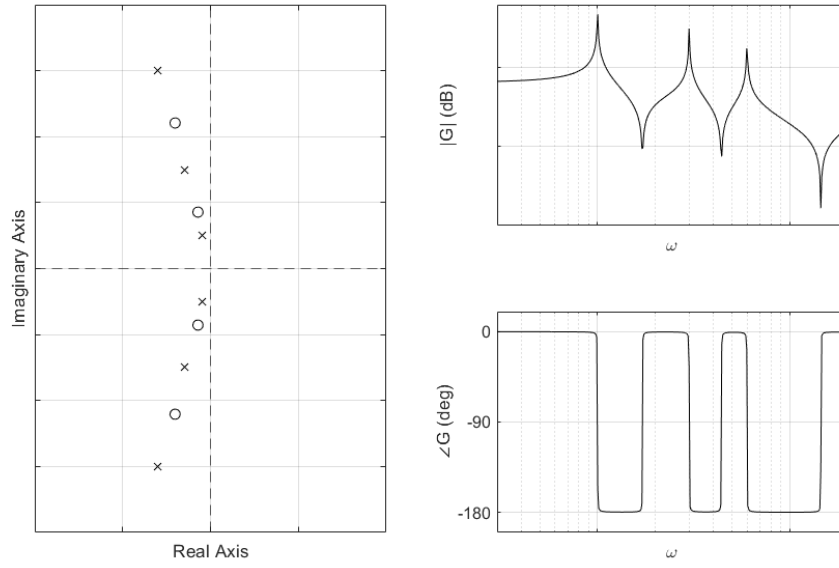 Imaginary Axis
Real Axis
|G| (dB)
ω
∠G (deg)
0
-90
-180
ω